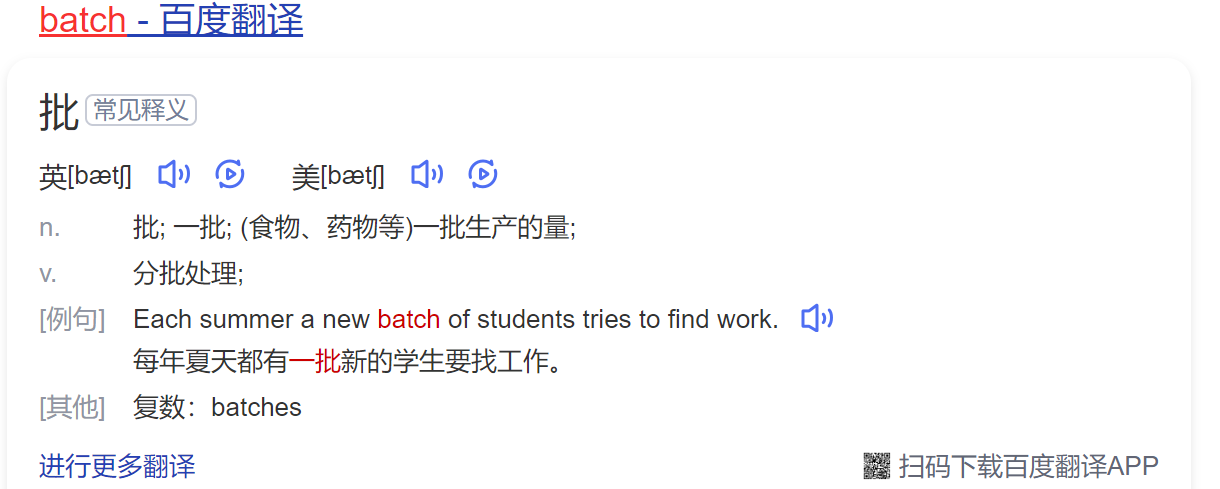 batch - 百度翻译
批 常见释义
英[bætʃ] 美[bætʃ]
n. 批; 一批; (食物、药物等)一批生产的量;
v. 分批处理;
[例句] Each summer a new batch of students tries to find work.
每年夏天都有一批新的学生要找工作。
[其他] 复数：batches
进行更多翻译 扫码下载百度翻译APP